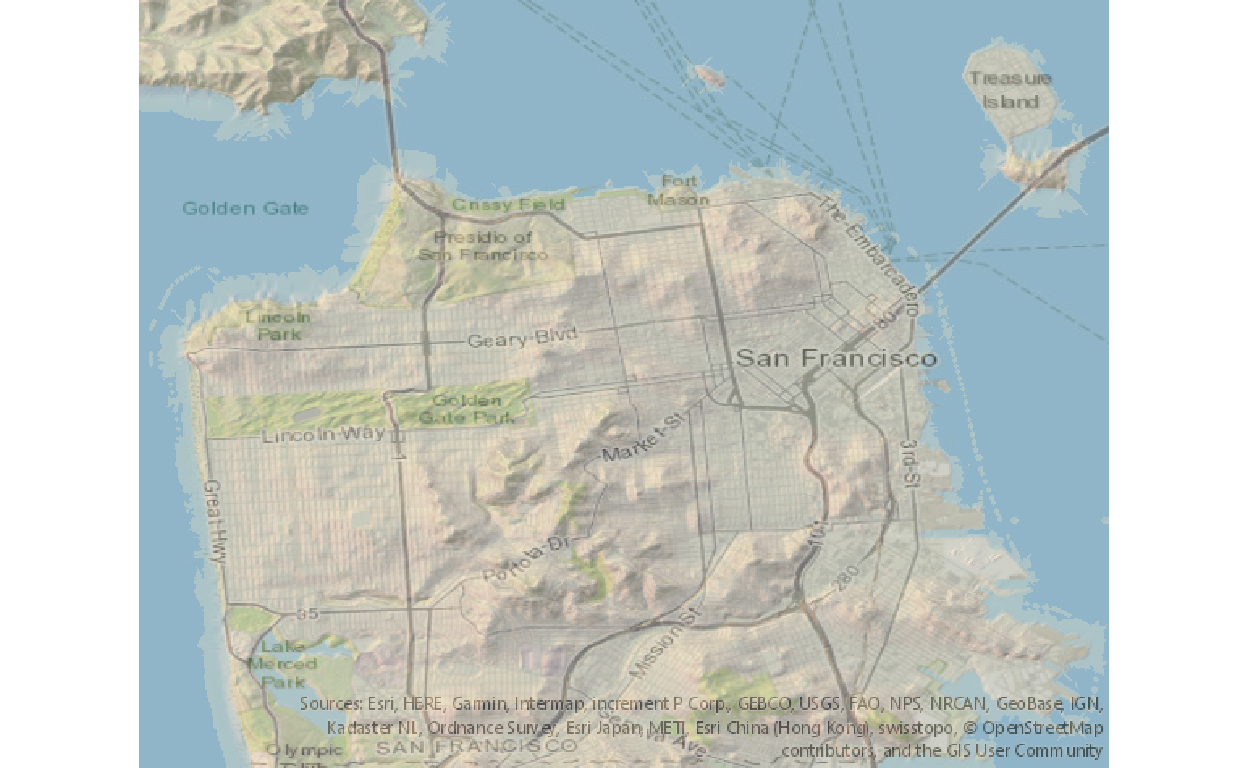 Treasure
Island
Fort
Mason
Golden Gate
Crissy Field
The-Embarcadero
Presidio of
San Francisco
Lincoln
Park
Geary-Blvd
80
San Francisco
Golden
Gate Park
Lincoln-Way
Market-St
1
3rd-St
Great-Hwy
101
Portola-Dr
280
35
Mission-St
Lake
Merced
Park
Sources: Esri, HERE, Garmin, Intermap, increment P Corp., GEBCO, USGS, FAO, NPS, NRCAN, GeoBase, IGN,
Kadaster NL, Ordnance Survey, Esri Japan, METI, Esri China (Hong Kong), swisstopo, © OpenStreetMap
contributors, and the GIS User Community
Olympic
SAN FRANCISCO
Ave